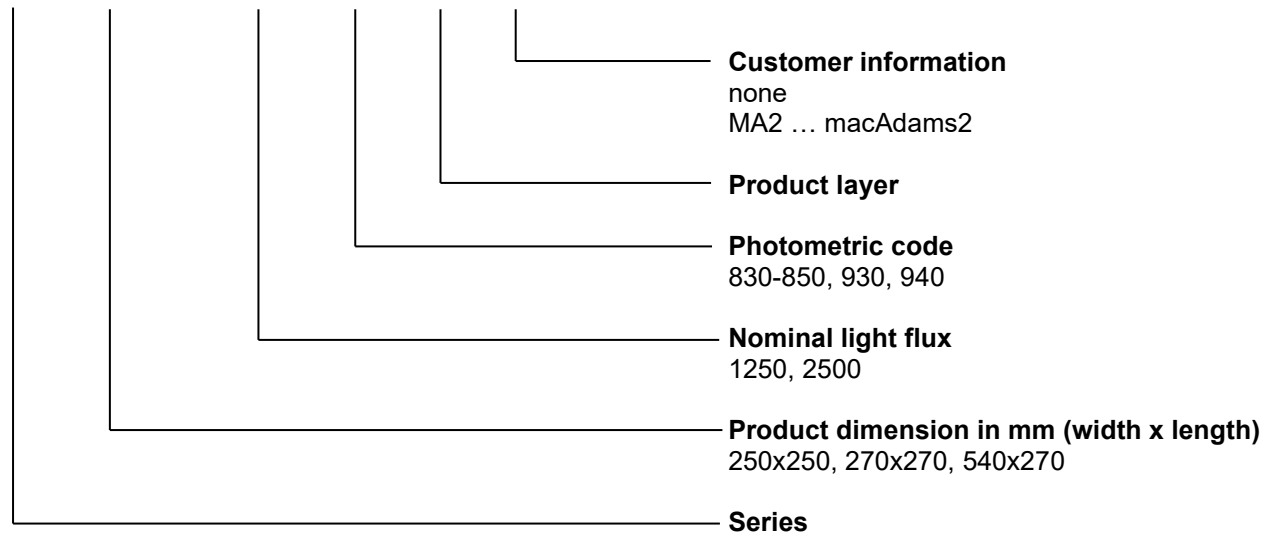 Customer information
none
MA2 … macAdams2
Product layer
Photometric code
830-850, 930, 940
Nominal light flux
1250, 2500
Product dimension in mm (width x length)
250x250, 270x270, 540x270
Series